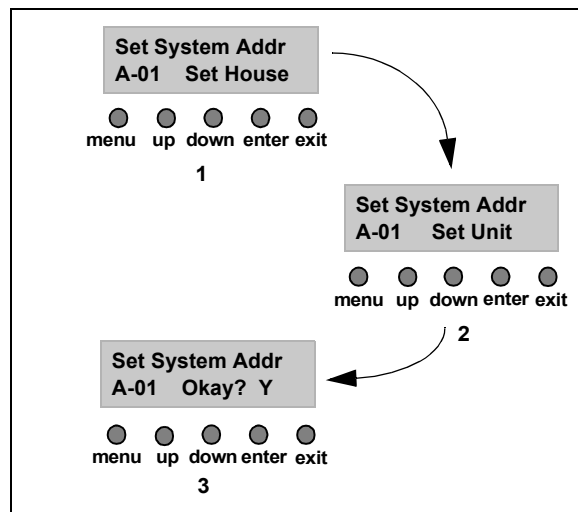 Set System Addr
A-01 Set House
menu up down enter exit
1
Set System Addr
A-01 Set Unit
menu up down enter exit
2
Set System Addr
A-01 Okay? Y
menu up down enter exit
3